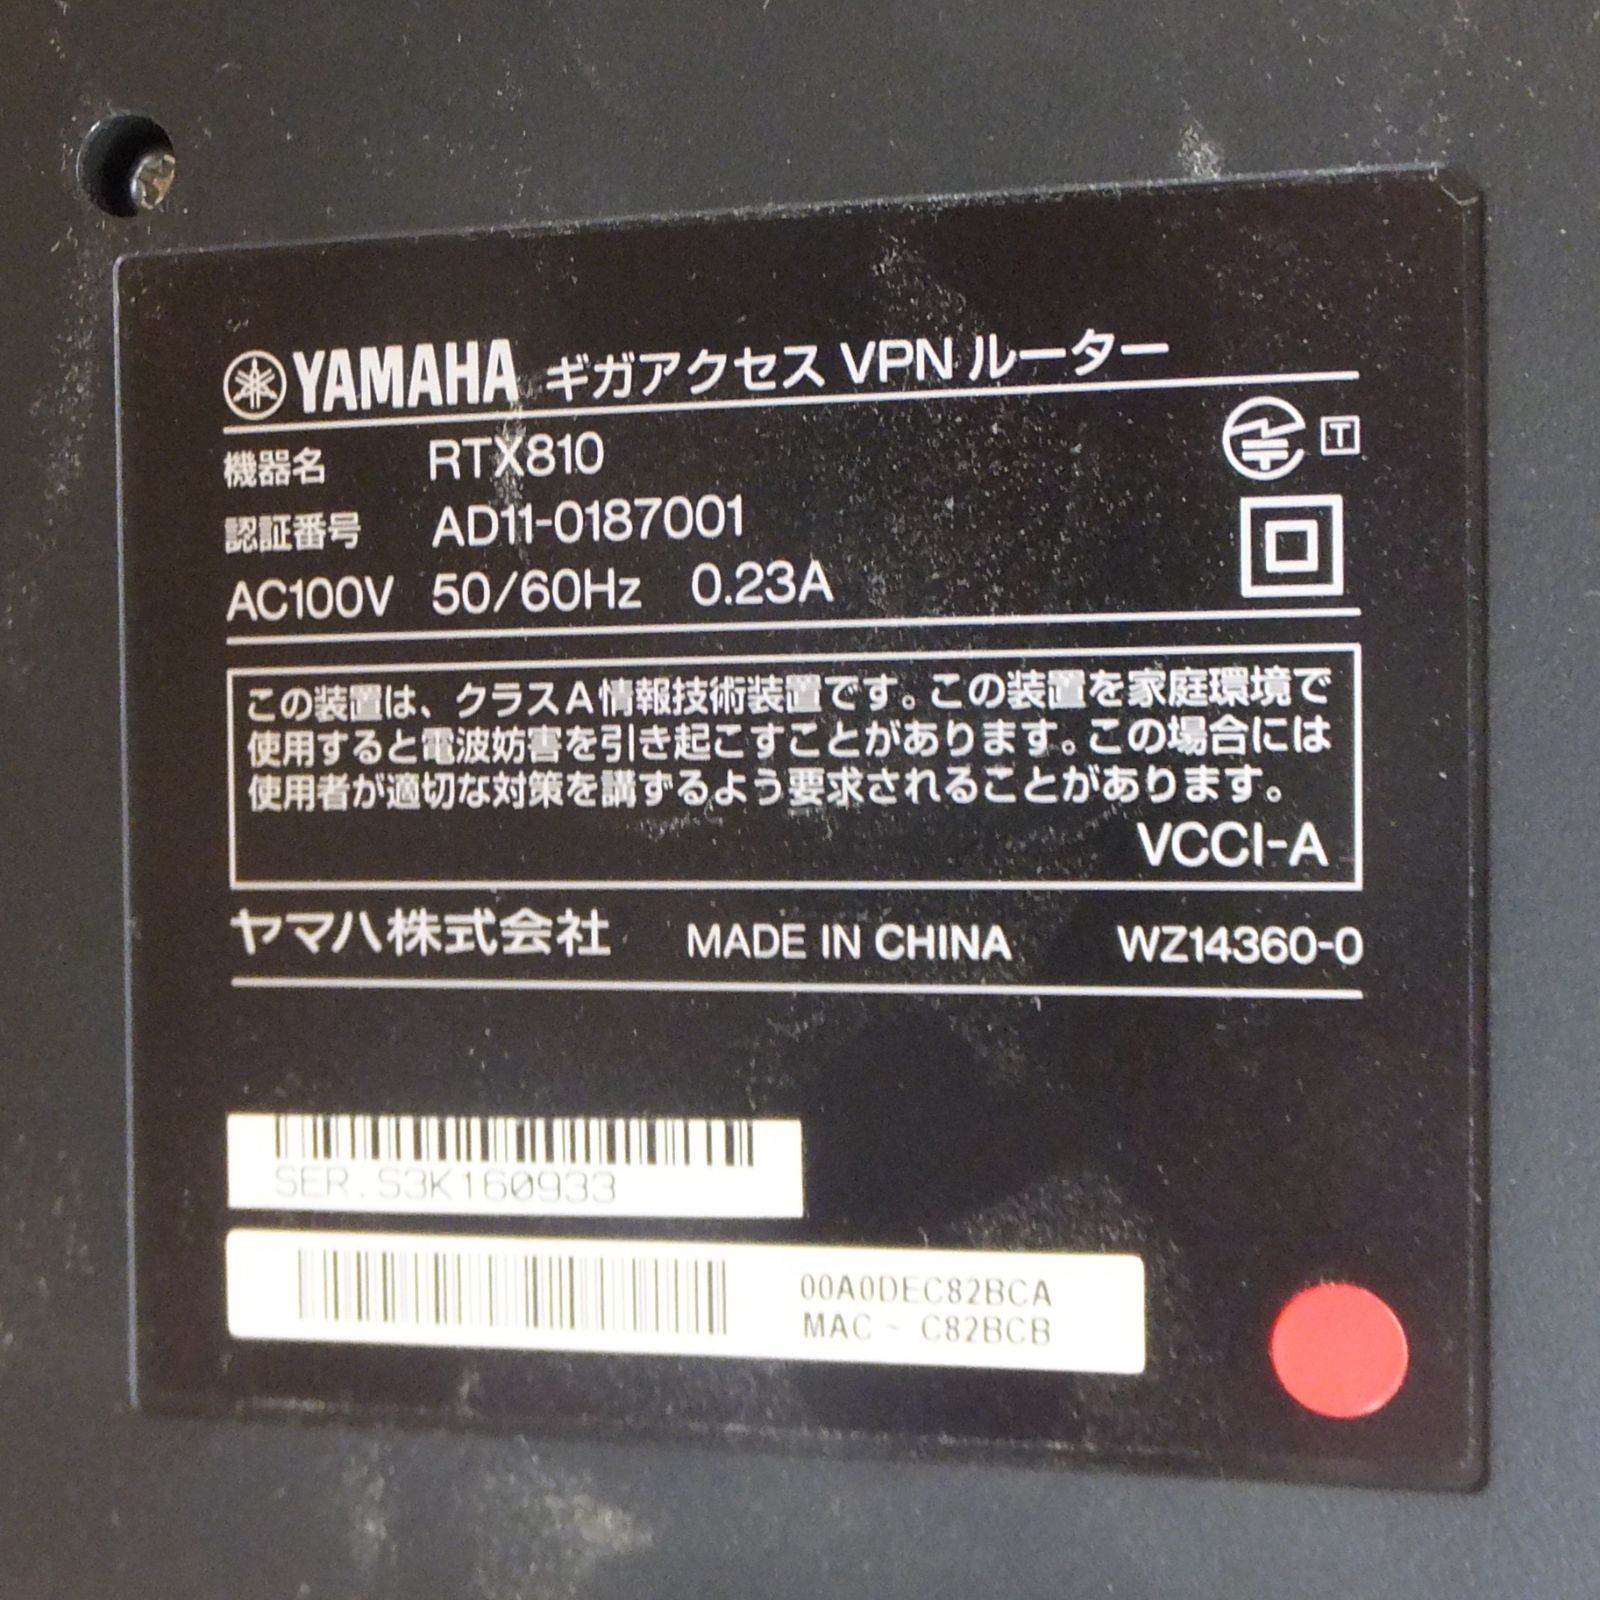 YAMAHA ギガアクセス VPN ルーター
機器名 RTX810
T
認証番号 AD11-0187001
AC100V 50/60Hz 0.23A
この装置は、クラスA情報技術装置です。この装置を家庭環境で
使用すると電波妨害を引き起こすことがあります。この場合には
使用者が適切な対策を講ずるよう要求されることがあります。
VCCI-A
ヤマハ株式会社 MADE IN CHINA WZ14360-0
SER.S3K160933
00A0DEC82BCA
MAC ~ C82BCB